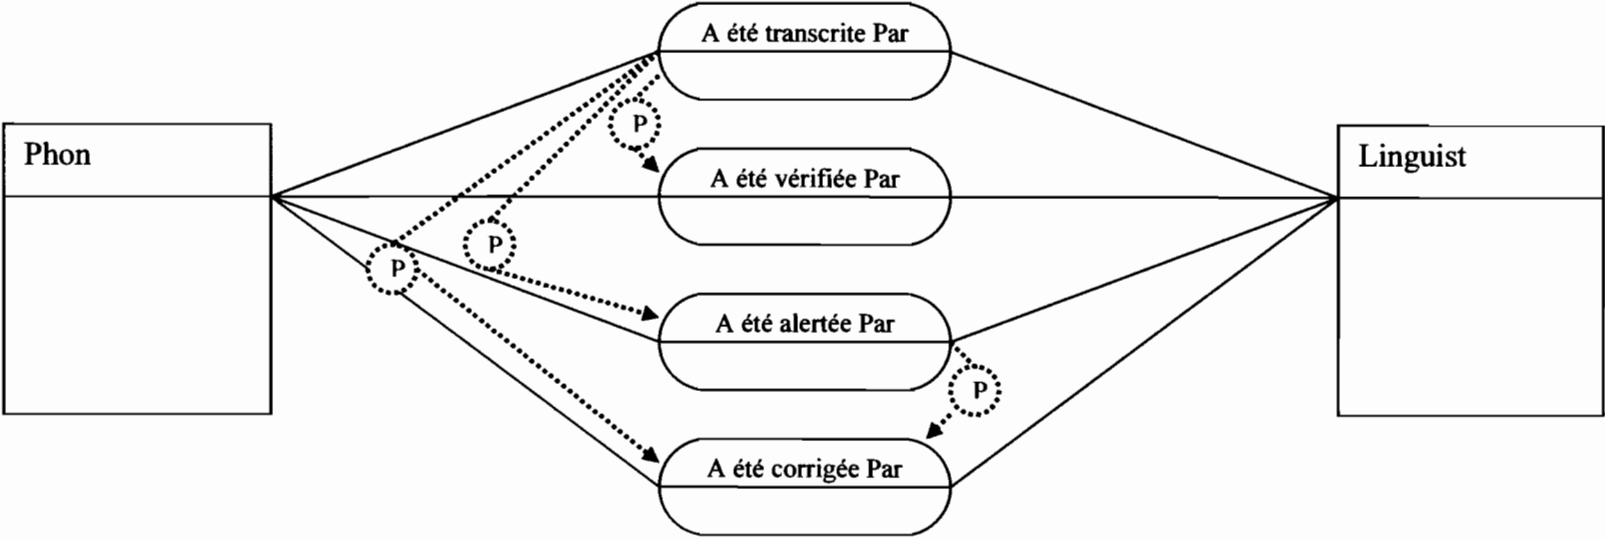 A été transcrite Par
P
Phon
Linguist
A été vérifiée Par
P
P
A été alertée Par
P
A été corrigée Par